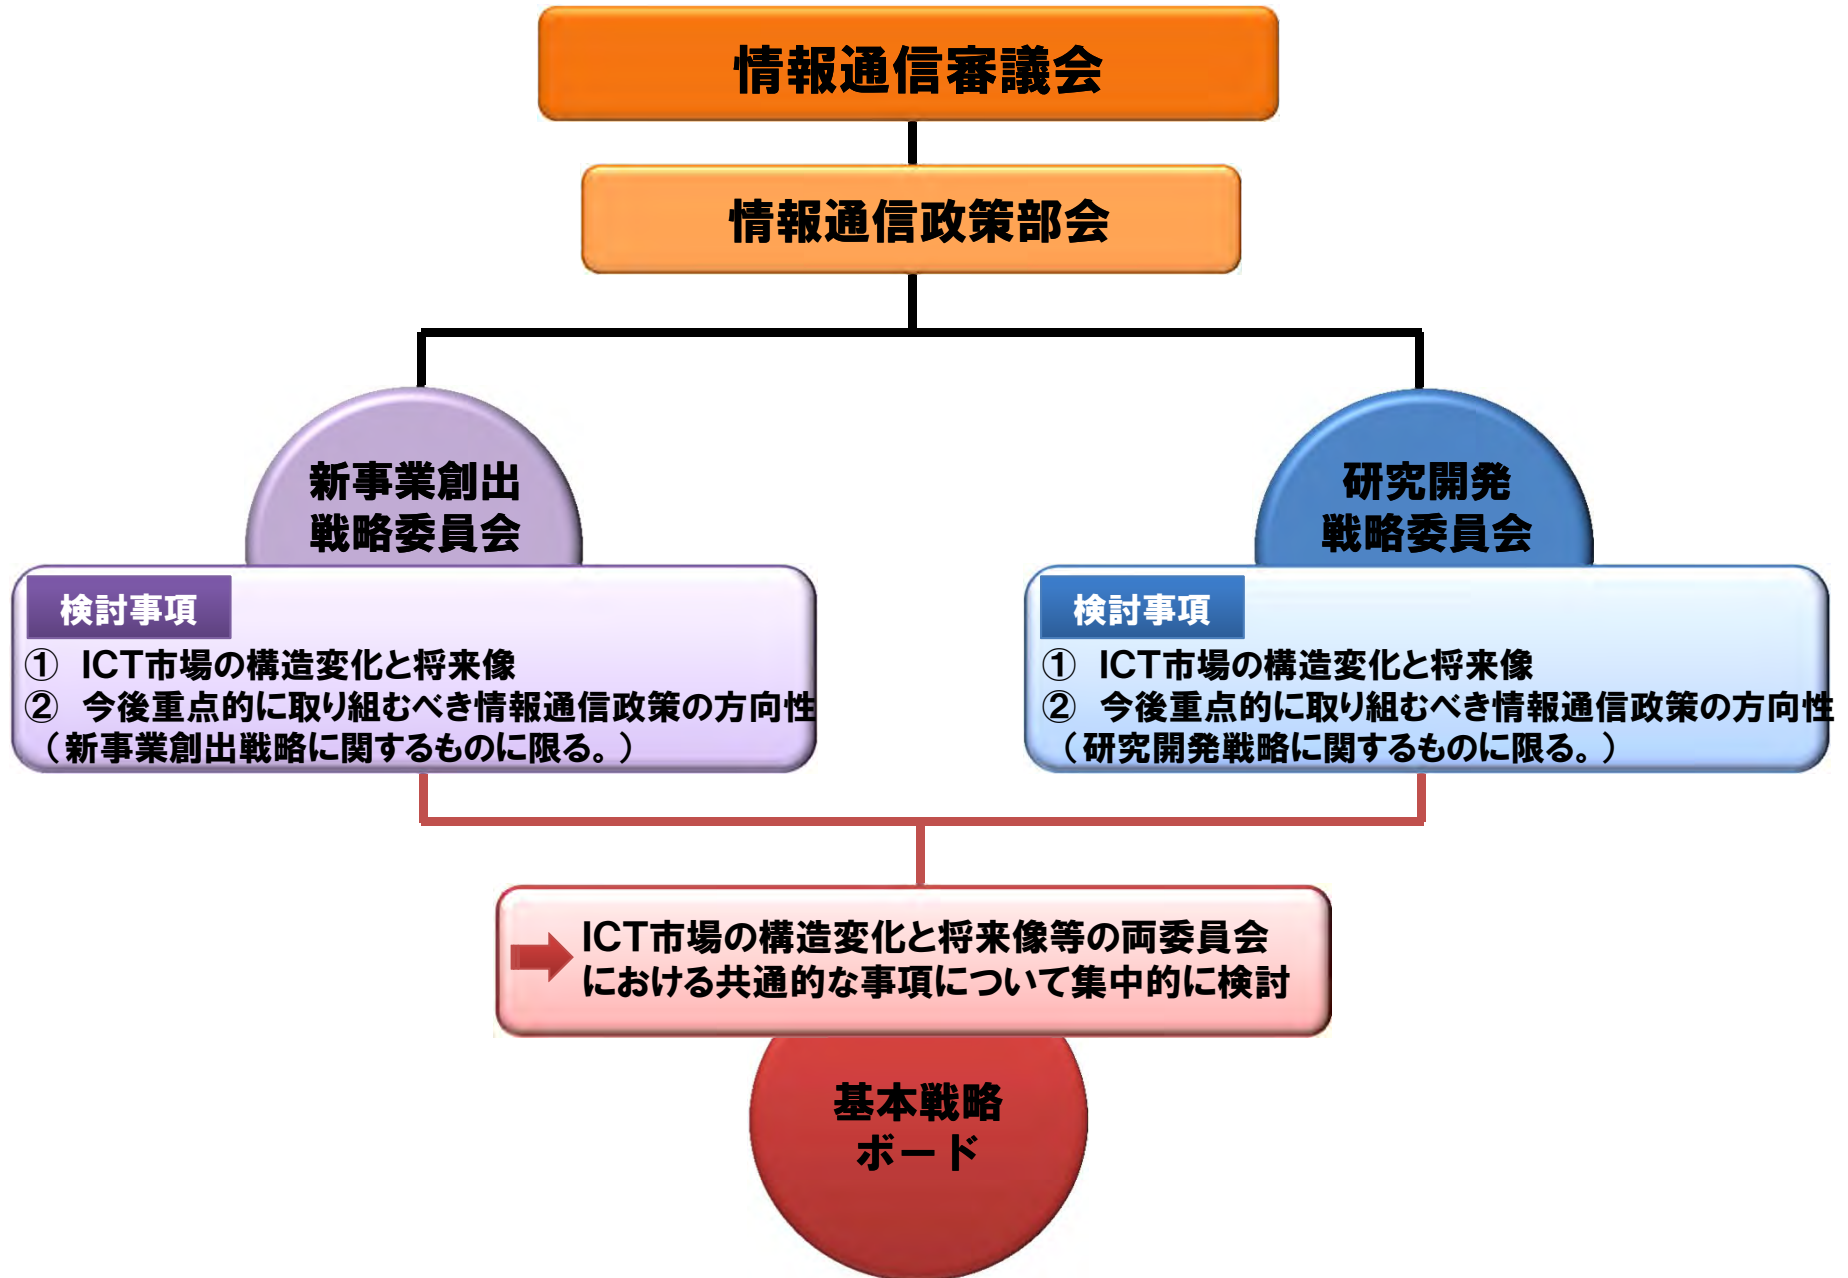 情報通信審議会
情報通信政策部会
新事業創出
戦略委員会
検討事項
① ICT市場の構造変化と将来像
② 今後重点的に取り組むべき情報通信政策の方向性
（新事業創出戦略に関するものに限る。）
研究開発
戦略委員会
検討事項
① ICT市場の構造変化と将来像
② 今後重点的に取り組むべき情報通信政策の方向性
（研究開発戦略に関するものに限る。）
ICT市場の構造変化と将来像等の両委員会
における共通的な事項について集中的に検討
基本戦略
ボード